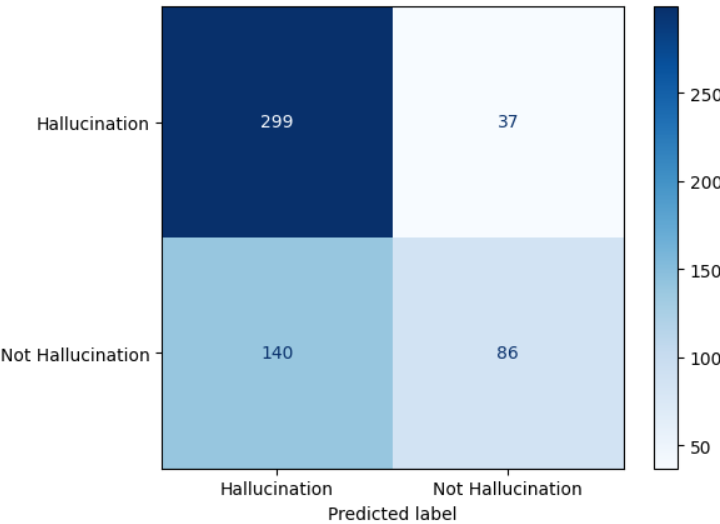 Hallucination
299
37
Not Hallucination
140
86
Hallucination
Not Hallucination
Predicted label
250
200
150
100
50